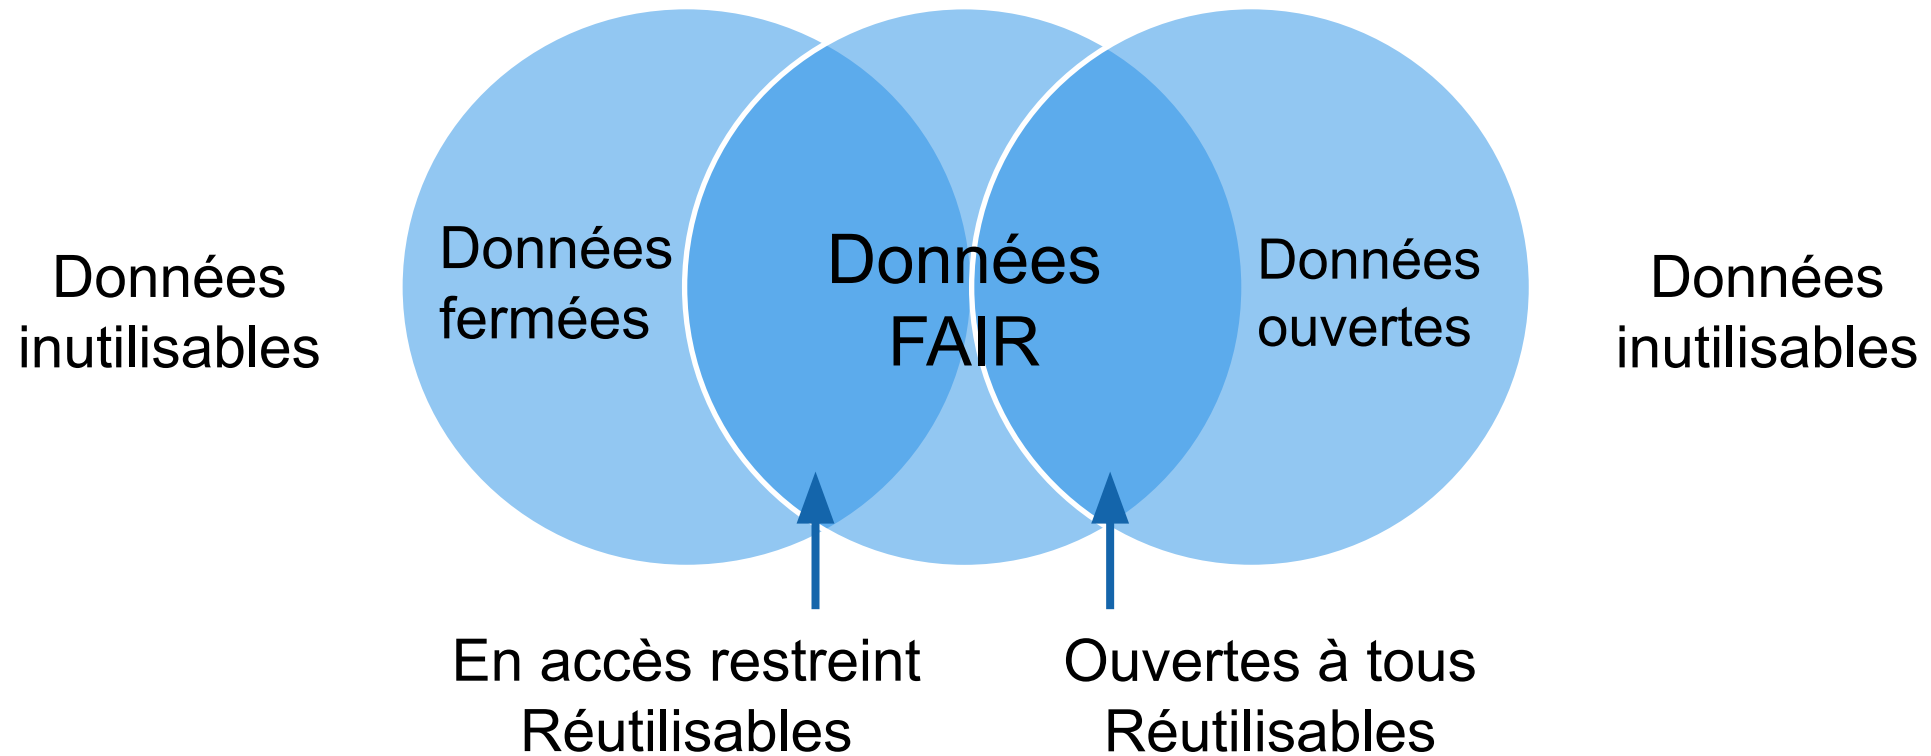 Données
inutilisables
Données
fermées
Données
FAIR
Données
ouvertes
Données
inutilisables
En accès restreint
Réutilisables
Ouvertes à tous
Réutilisables